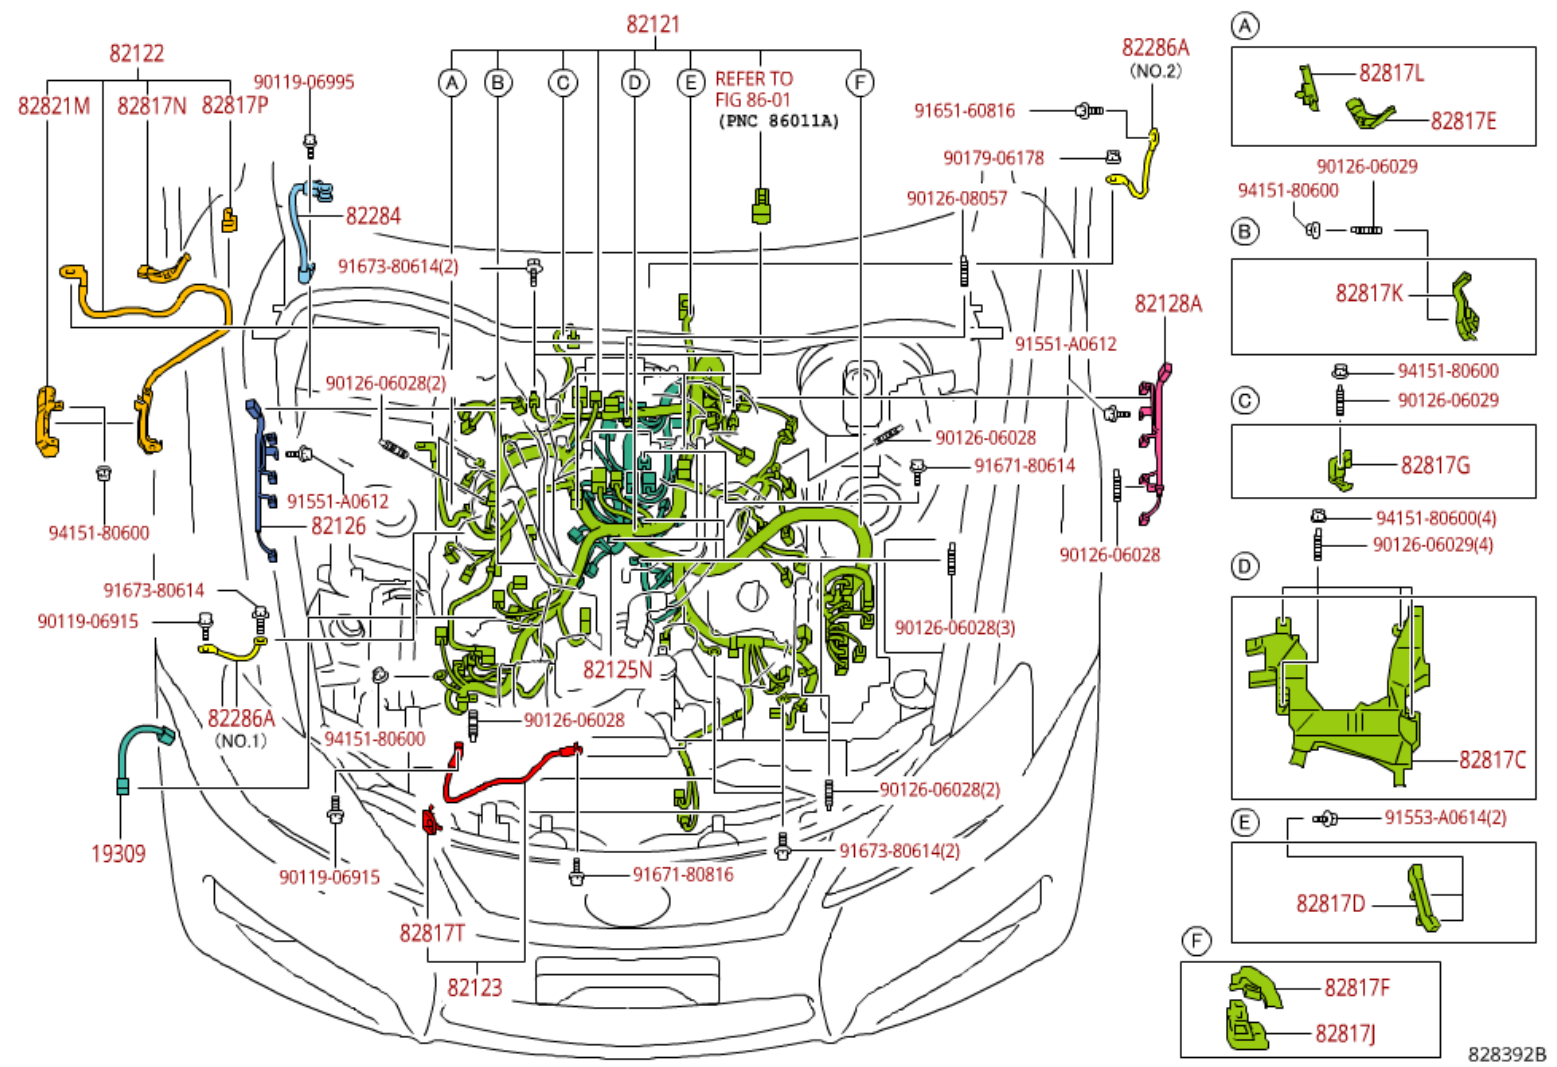 82121
82122
90119-06995
82821M
82817N
82817P
A
B
C
D
E
F
REFER TO
FIG 86-01
(PNC 86011A)
82286A
(NO.2)
91651-60816
90179-06178
90126-08057
82284
91673-80614(2)
82128A
91551-A0612
90126-06028(2)
90126-06028
91671-80614
91551-A0612
82126
94151-80600
90126-06028
91673-80614
90119-06915
90126-06028(3)
82125N
82286A
(NO.1)
94151-80600
90126-06028
90126-06028(2)
19309
90119-06915
91671-80816
91673-80614(2)
82817T
82123
A
82817L
82817E
90126-06029
94151-80600
B
82817K
94151-80600
90126-06029
C
82817G
94151-80600(4)
90126-06029(4)
D
82817C
91553-A0614(2)
E
82817D
F
82817F
82817J
828392B